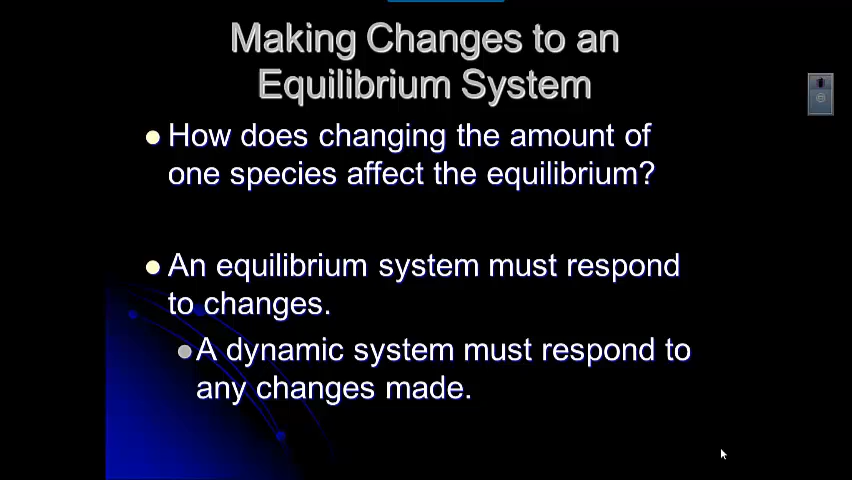 Making Changes to an
Equilibrium System
How does changing the amount of
one species affect the equilibrium?
An equilibrium system must respond
to changes.
A dynamic system must respond to
any changes made.